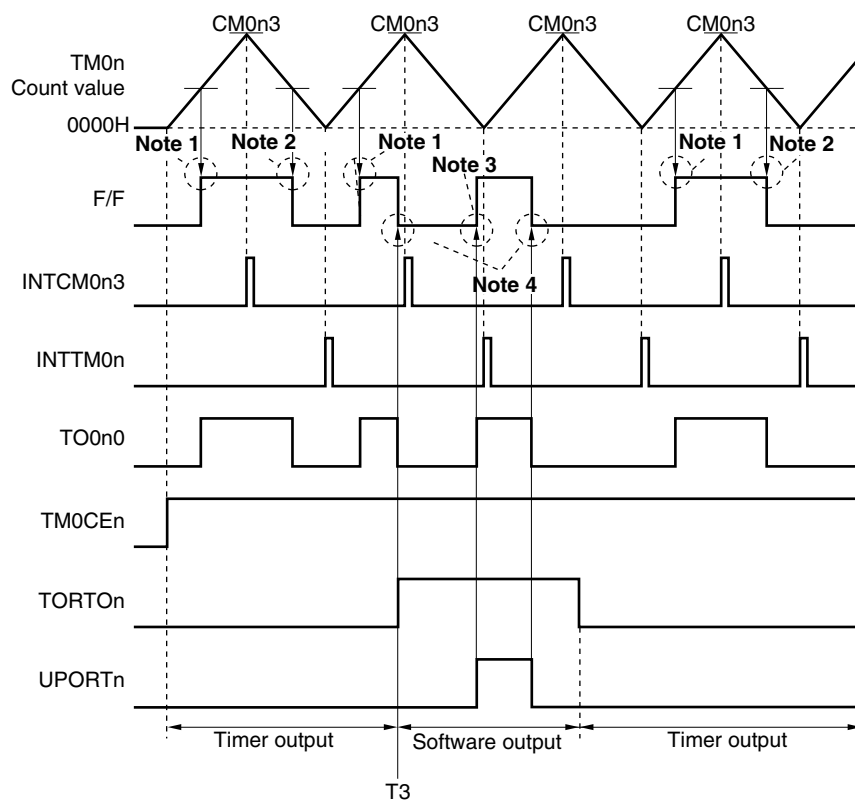 CM0n3 CM0n3 CM0n3 CM0n3
TM0n
Count value
0000H
Note 1 Note 2 Note 1 Note 3 Note 1 Note 2
F/F
Note 4
INTCM0n3
INTTM0n
TO0n0
TM0CEn
TORTOn
UPORTn
Timer output Software output Timer output
T3